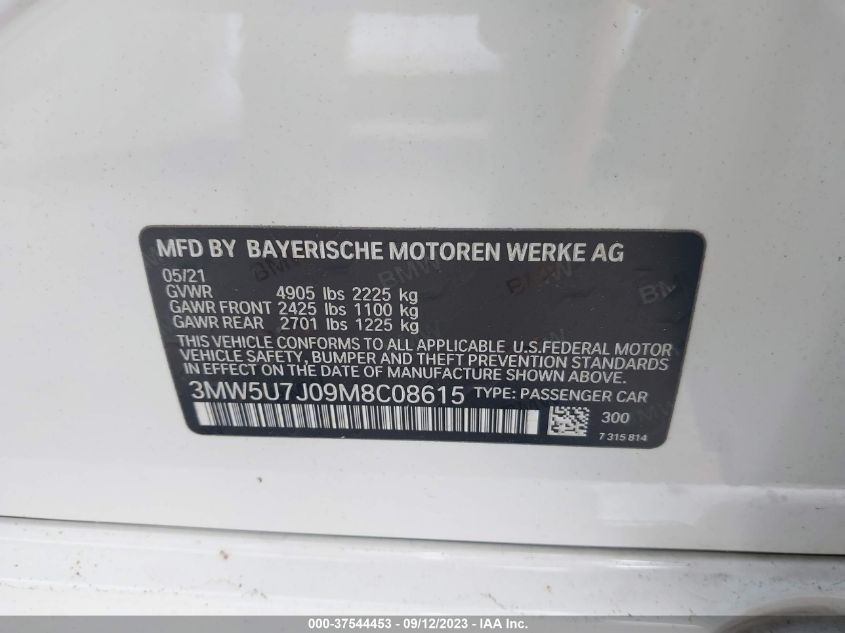 MFD BY BAYERISCHE MOTOREN WERKE AG
05/21
GVWR 4905 lbs 2225 kg
GAWR FRONT 2425 lbs 1100 kg
GAWR REAR 2701 lbs 1225 kg
THIS VEHICLE CONFORMS TO ALL APPLICABLE U.S.FEDERAL MOTOR
VEHICLE SAFETY, BUMPER AND THEFT PREVENTION STANDARDS
IN EFFECT ON THE DATE OF MANUFACTURE SHOWN ABOVE.
3MW5U7J09M8C08615 TYPE: PASSENGER CAR
300
7 315 814
000-37544453 - 09/12/2023 - IAA Inc.